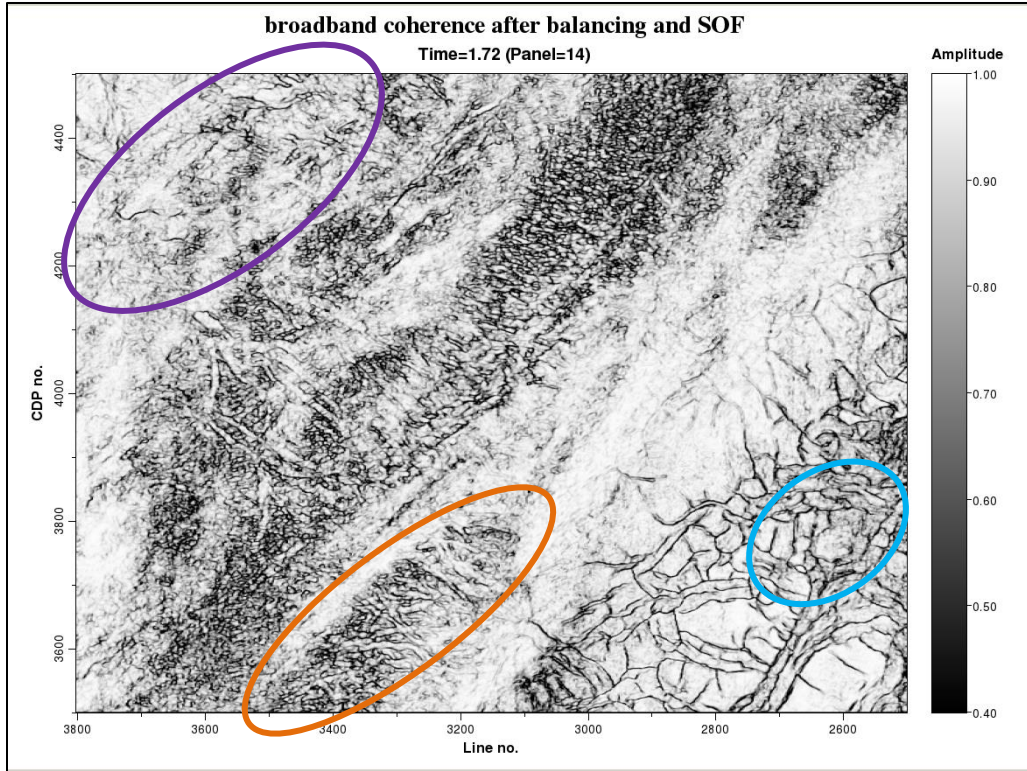 broadband coherence after balancing and SOF
Time=1.72 (Panel=14)
Amplitude
1.00
0.90
0.80
0.70
0.60
0.50
0.40
CDP no.
4400
4200
4000
3800
3600
3800 3600 3400 3200 3000 2800 2600
Line no.